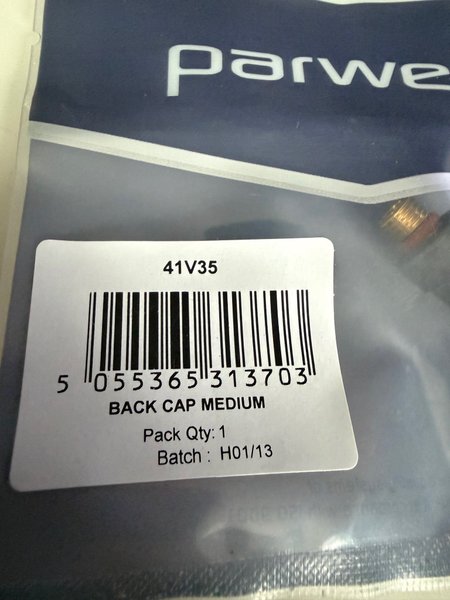 parwe
41V35
5 055365 313703
BACK CAP MEDIUM
Pack Qty: 1
Batch : H01/13